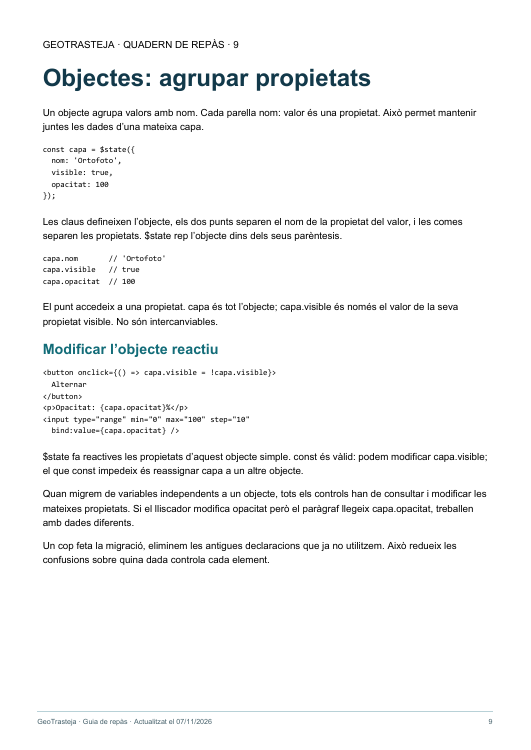 GEOTRASTEJA · QUADERN DE REPÀS · 9
Objectes: agrupar propietats
Un objecte agrupa valors amb nom. Cada parella nom: valor és una propietat. Això permet mantenir
juntes les dades d’una mateixa capa.
const capa = $state({
  nom: 'Ortofoto',
  visible: true,
  opacitat: 100
});
Les claus defineixen l’objecte, els dos punts separen el nom de la propietat del valor, i les comes
separen les propietats. $state rep l’objecte dins dels seus parèntesis.
capa.nom       // 'Ortofoto'
capa.visible   // true
capa.opacitat  // 100
El punt accedeix a una propietat. capa és tot l’objecte; capa.visible és només el valor de la seva
propietat visible. No són intercanviables.
Modificar l’objecte reactiu
<button onclick={() => capa.visible = !capa.visible}>
  Alternar
</button>
<p>Opacitat: {capa.opacitat}%</p>
<input type="range" min="0" max="100" step="10"
  bind:value={capa.opacitat} />
$state fa reactives les propietats d’aquest objecte simple. const és vàlid: podem modificar capa.visible;
el que const impedeix és reassignar capa a un altre objecte.
Quan migrem de variables independents a un objecte, tots els controls han de consultar i modificar les
mateixes propietats. Si el lliscador modifica opacitat però el paràgraf llegeix capa.opacitat, treballen
amb dades diferents.
Un cop feta la migració, eliminem les antigues declaracions que ja no utilitzem. Això redueix les
confusions sobre quina dada controla cada element.
GeoTrasteja · Guia de repàs · Actualitzat el 07/11/2026
9